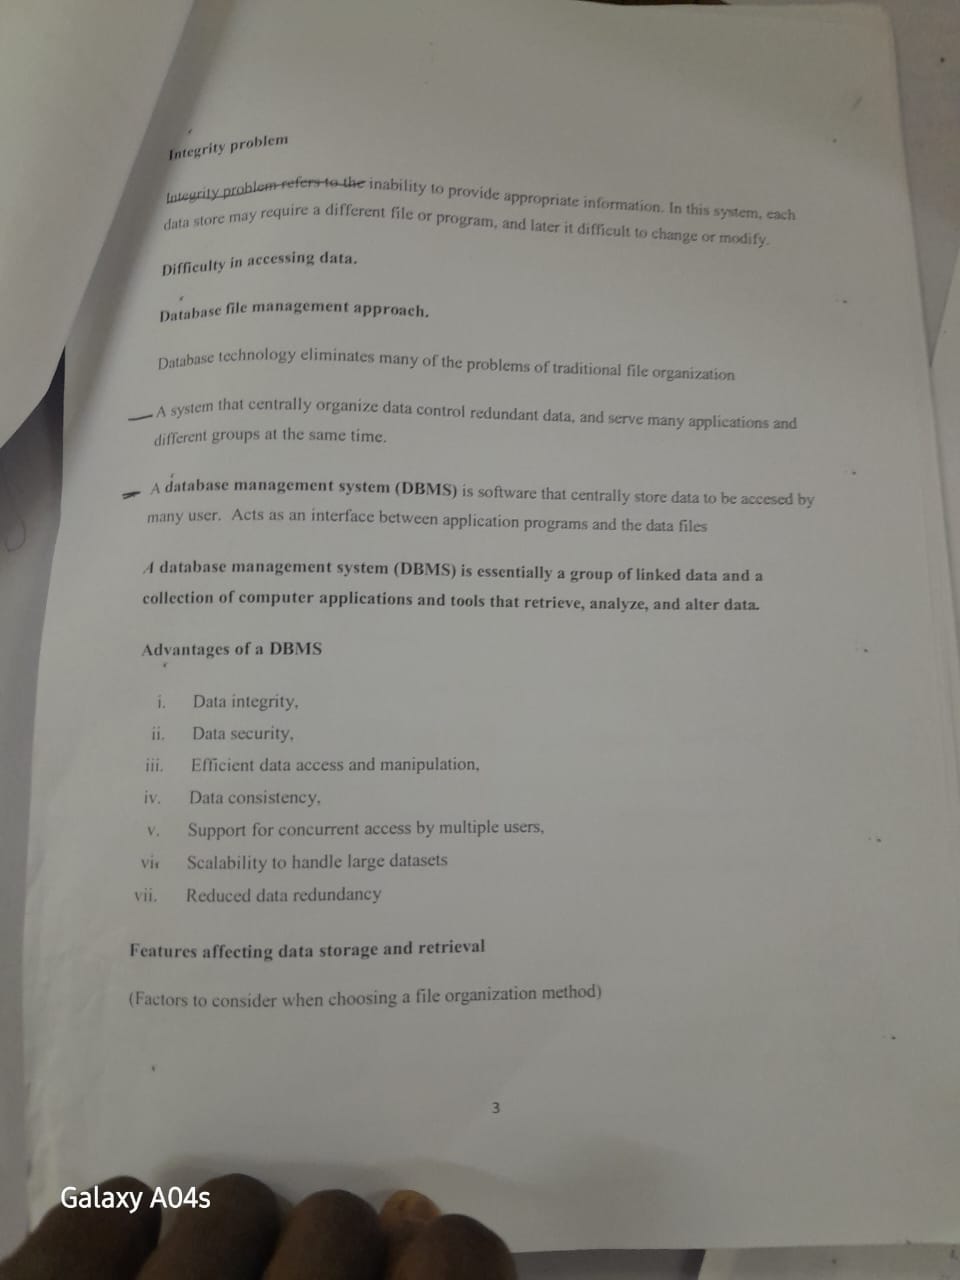 Integrity problem
Integrity problem refers to the inability to provide appropriate information. In this system, each
data store may require a different file or program, and later it difficult to change or modify.
Difficulty in accessing data.
Database file management approach.
Database technology eliminates many of the problems of traditional file organization
A system that centrally organize data control redundant data, and serve many applications and
different groups at the same time.
A database management system (DBMS) is software that centrally store data to be accesed by
many user. Acts as an interface between application programs and the data files
A database management system (DBMS) is essentially a group of linked data and a
collection of computer applications and tools that retrieve, analyze, and alter data.
Advantages of a DBMS
i. Data integrity,
ii. Data security,
iii. Efficient data access and manipulation,
iv. Data consistency,
v. Support for concurrent access by multiple users,
vi. Scalability to handle large datasets
vii. Reduced data redundancy
Features affecting data storage and retrieval
(Factors to consider when choosing a file organization method)
3
Galaxy A04s